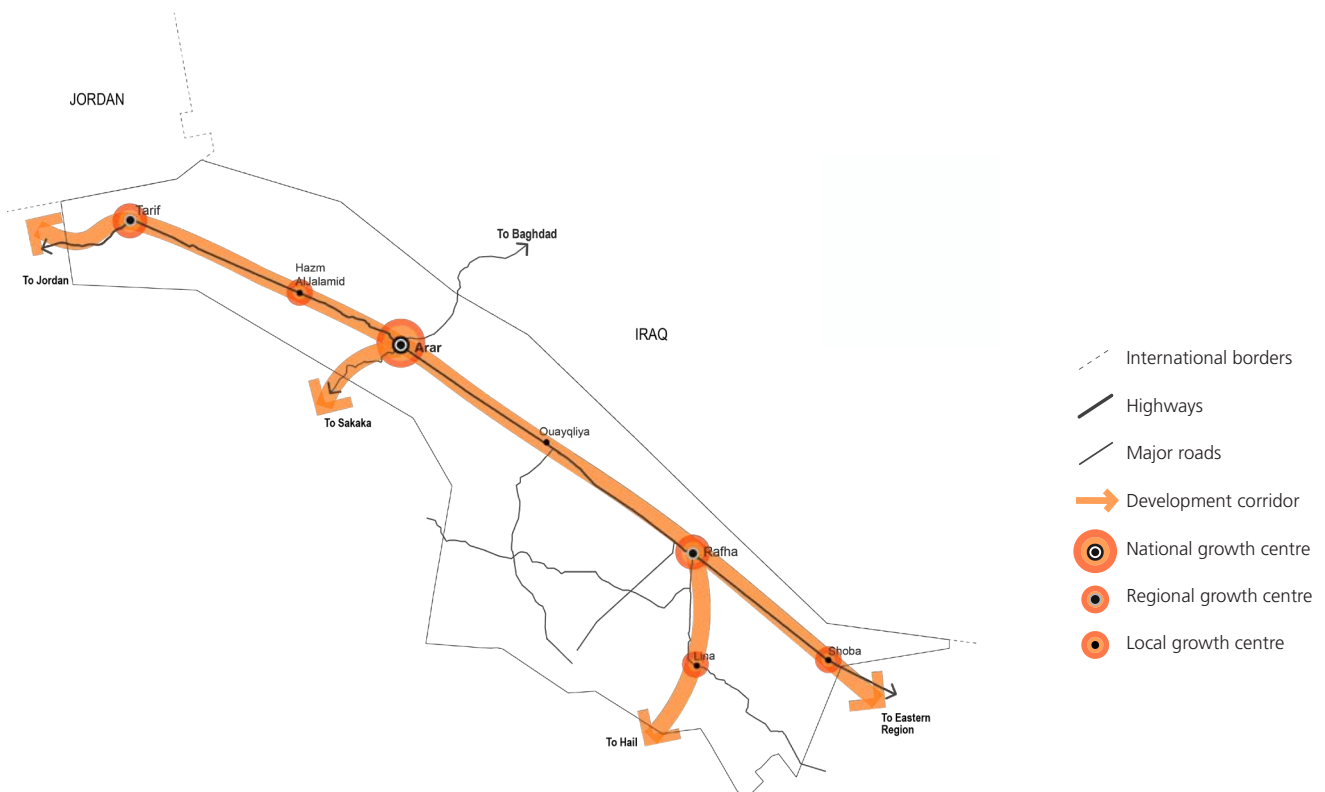 JORDAN
Tarif
To Baghdad
Hazm
AlJalamid
To Jordan
IRAQ
Arar
To Sakaka
Ouayqliya
Rafha
Lina
Shoba
To Eastern
Region
To Hail
International borders
Highways
Major roads
Development corridor
National growth centre
Regional growth centre
Local growth centre